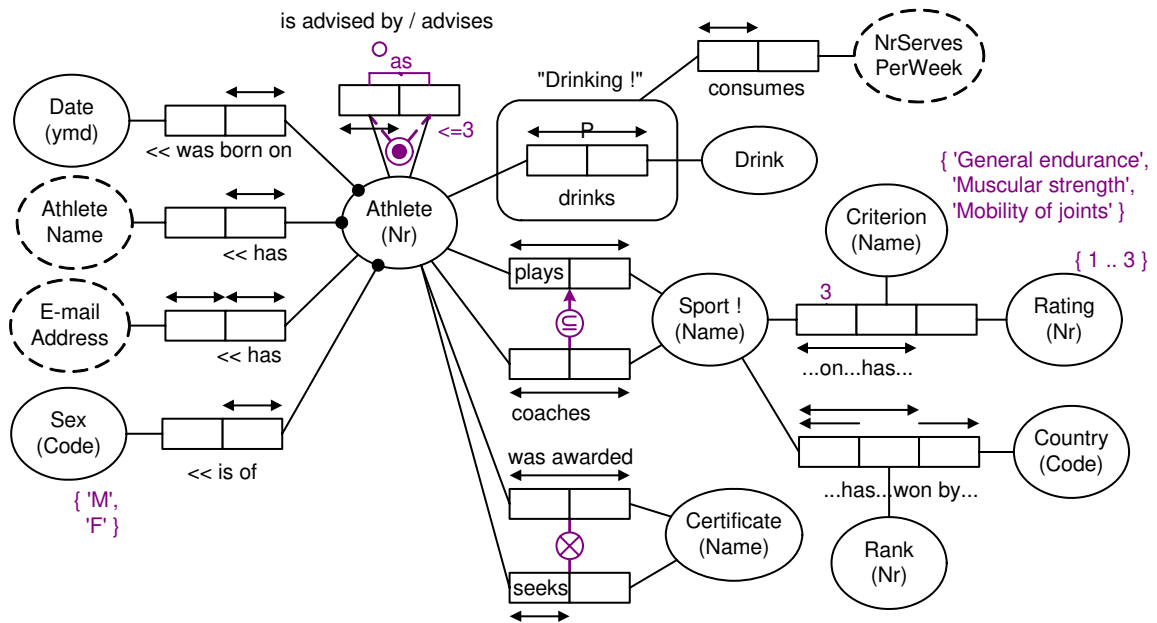 is advised by / advises
as
<=3
"Drinking !"
NrServes
PerWeek
consumes
Date
(ymd)
<< was born on
P
drinks
Drink
Athlete
Name
<< has
Athlete
(Nr)
{ 'General endurance',
'Muscular strength',
'Mobility of joints' }
Criterion
(Name)
{ 1 .. 3 }
E-mail
Address
<< has
plays
⊆
coaches
Sport !
(Name)
3
...on...has...
Rating
(Nr)
Sex
(Code)
<< is of
{ 'M',
'F' }
was awarded
seeks
Certificate
(Name)
...has...won by...
Country
(Code)
Rank
(Nr)